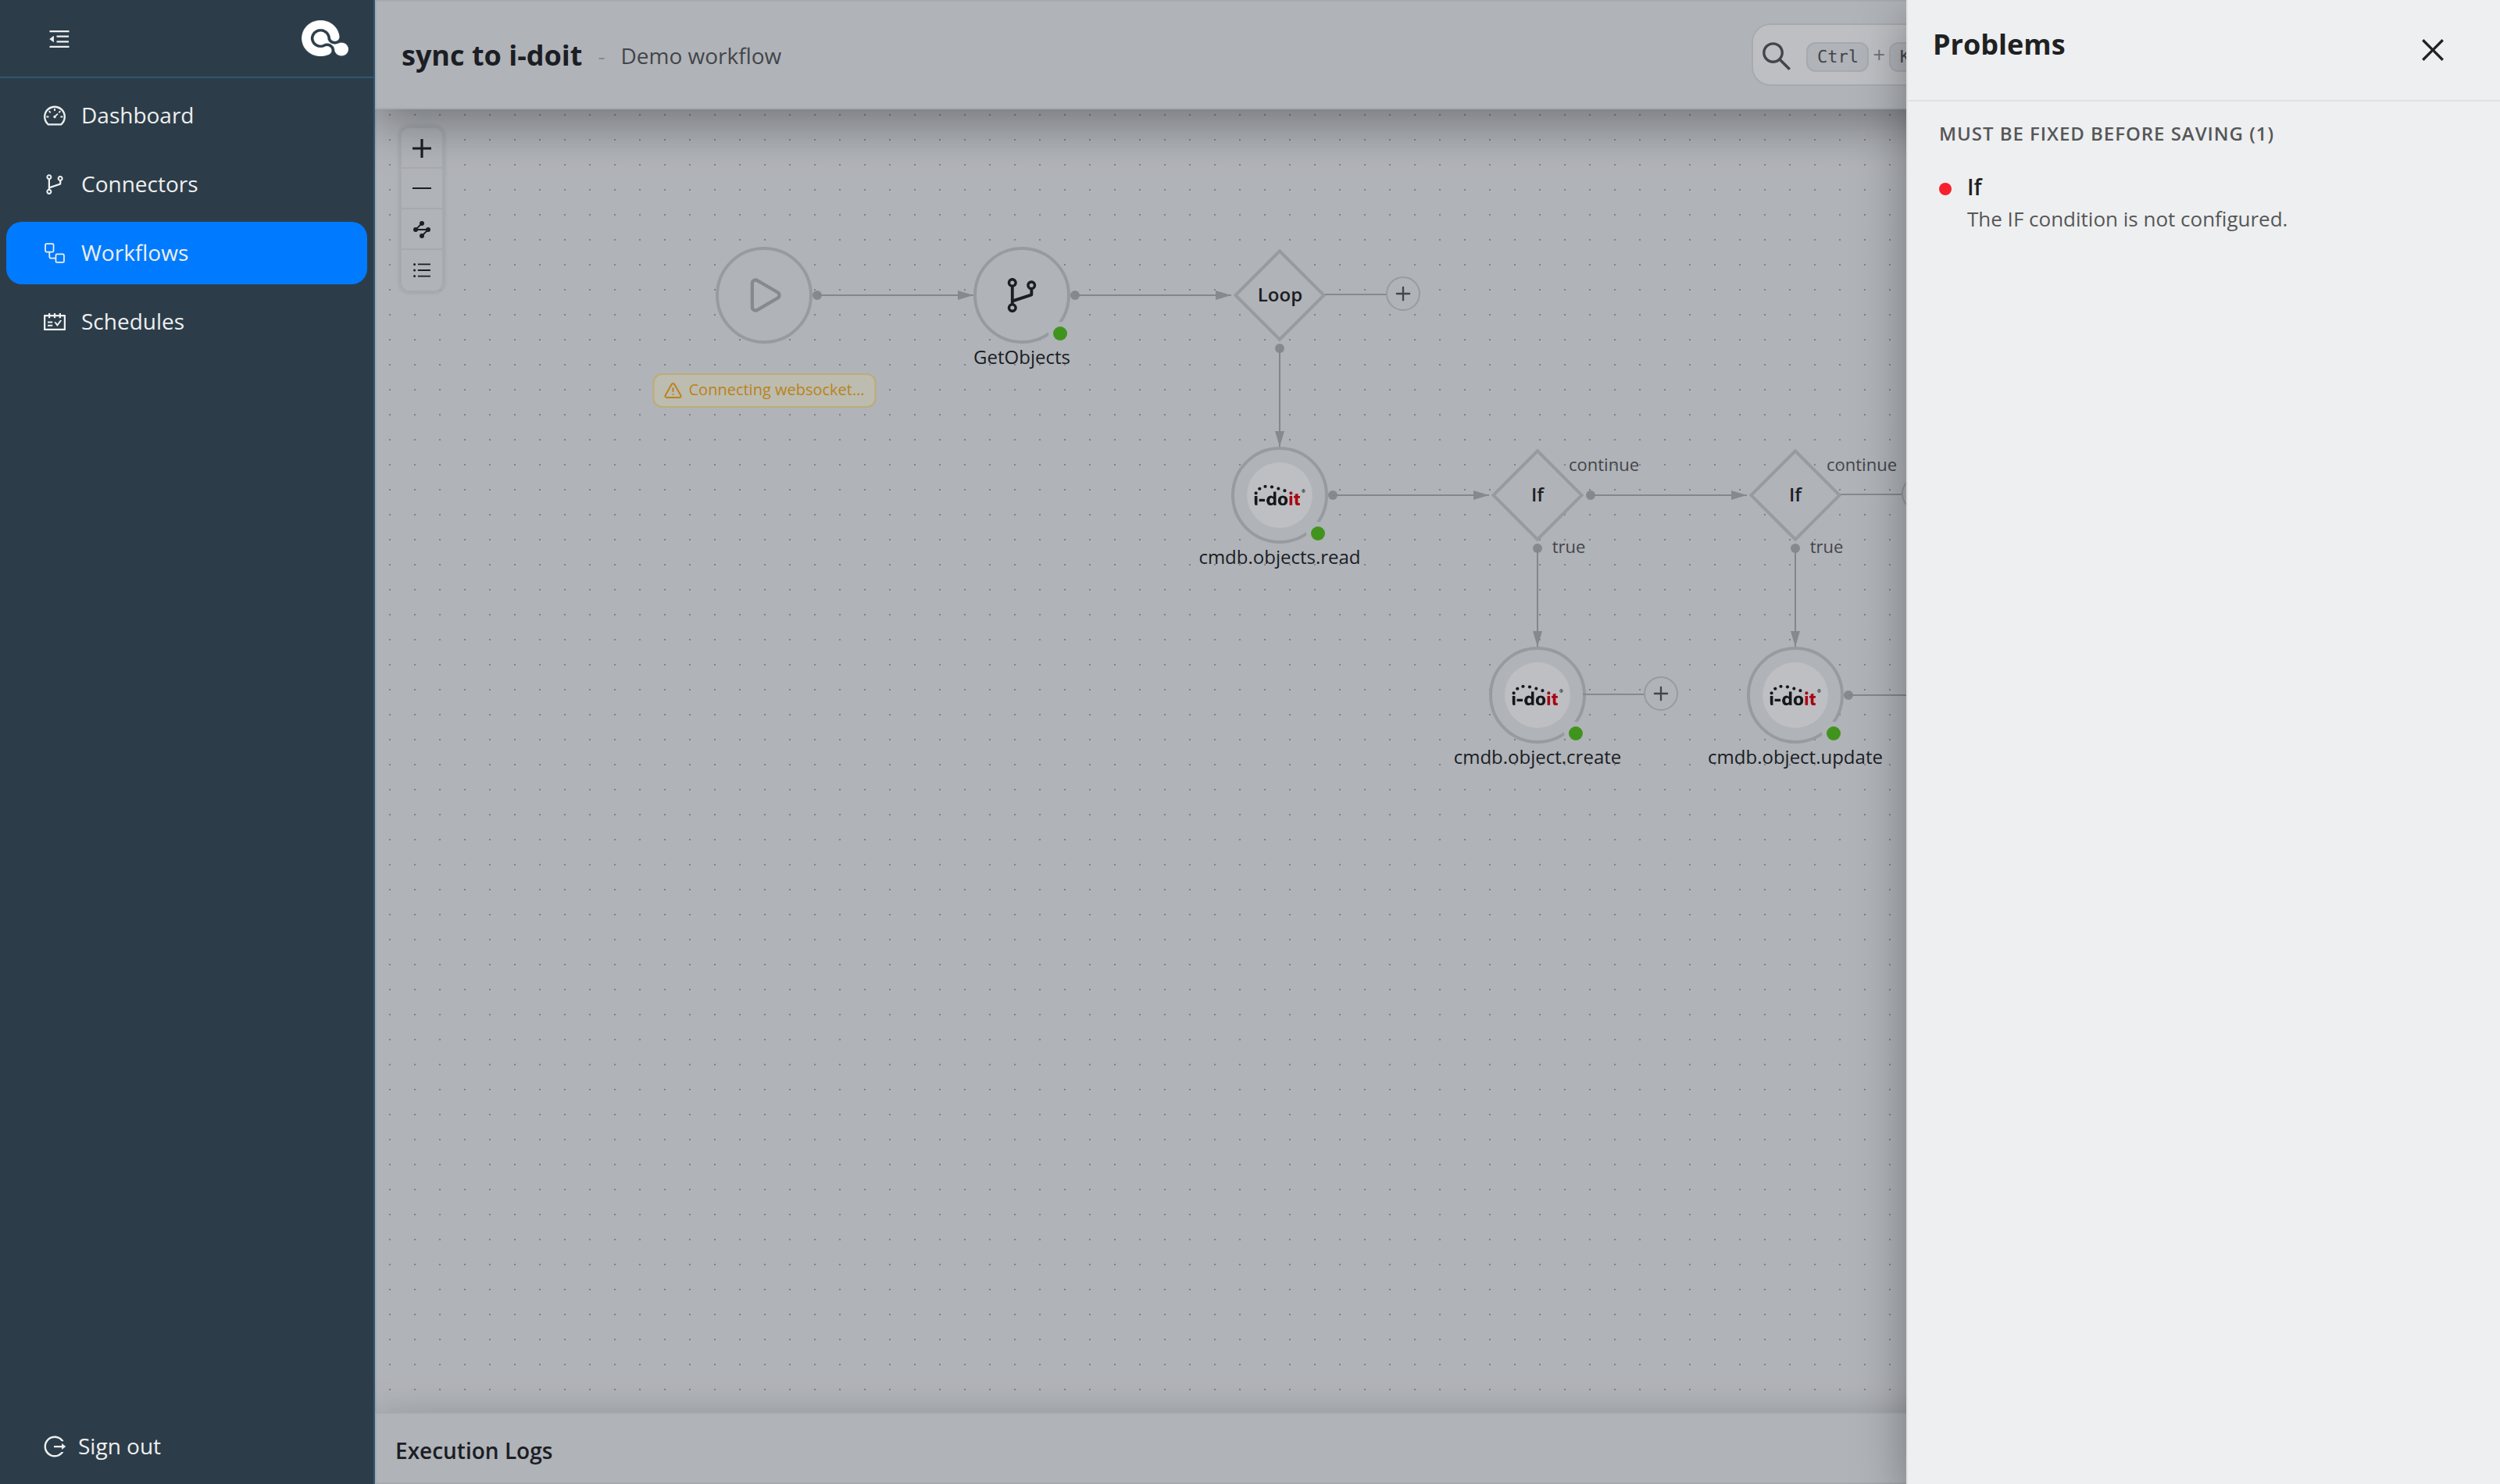 sync to i-doit - Demo workflow
Ctrl + K
Problems
Dashboard
Connectors
Workflows
Schedules
Sign out
MUST BE FIXED BEFORE SAVING (1)
If
The IF condition is not configured.
Loop
GetObjects
Connecting websocket...
i-doit
cmdb.objects.read
If
continue
true
If
continue
true
i-doit
cmdb.object.create
i-doit
cmdb.object.update
Execution Logs